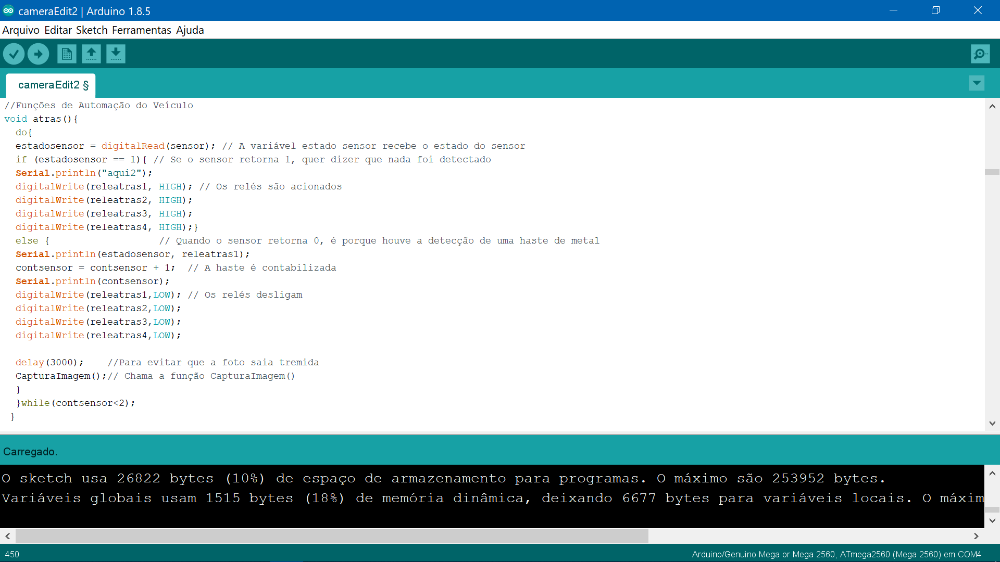 cameraEdit2 | Arduino 1.8.5
Arquivo Editar Sketch Ferramentas Ajuda
cameraEdit2 §
//Funções de Automação do Veículo
void atras(){
do{
estadosensor = digitalRead(sensor); // A variável estado sensor recebe o estado do sensor
if (estadosensor == 1){ // Se o sensor retorna 1, quer dizer que nada foi detectado
Serial.println("aqui2");
digitalWrite(releatras1, HIGH); // Os relés são acionados
digitalWrite(releatras2, HIGH);
digitalWrite(releatras3, HIGH);
digitalWrite(releatras4, HIGH);}
else { // Quando o sensor retorna 0, é porque houve a detecção de uma haste de metal
Serial.println(estadosensor, releatras1);
contsensor = contsensor + 1; // A haste é contabilizada
Serial.println(contsensor);
digitalWrite(releatras1,LOW); // Os relés desligam
digitalWrite(releatras2,LOW);
digitalWrite(releatras3,LOW);
digitalWrite(releatras4,LOW);
delay(3000); //Para evitar que a foto saia tremida
CapturaImagem();// Chama a função CapturaImagem()
}
}while(contsensor<2);
}
Carregado.
O sketch usa 26822 bytes (10%) de espaço de armazenamento para programas. O máximo são 253952 bytes.
Variáveis globais usam 1515 bytes (18%) de memória dinâmica, deixando 6677 bytes para variáveis locais. O máxim
450
Arduino/Genuino Mega or Mega 2560, ATmega2560 (Mega 2560) em COM4